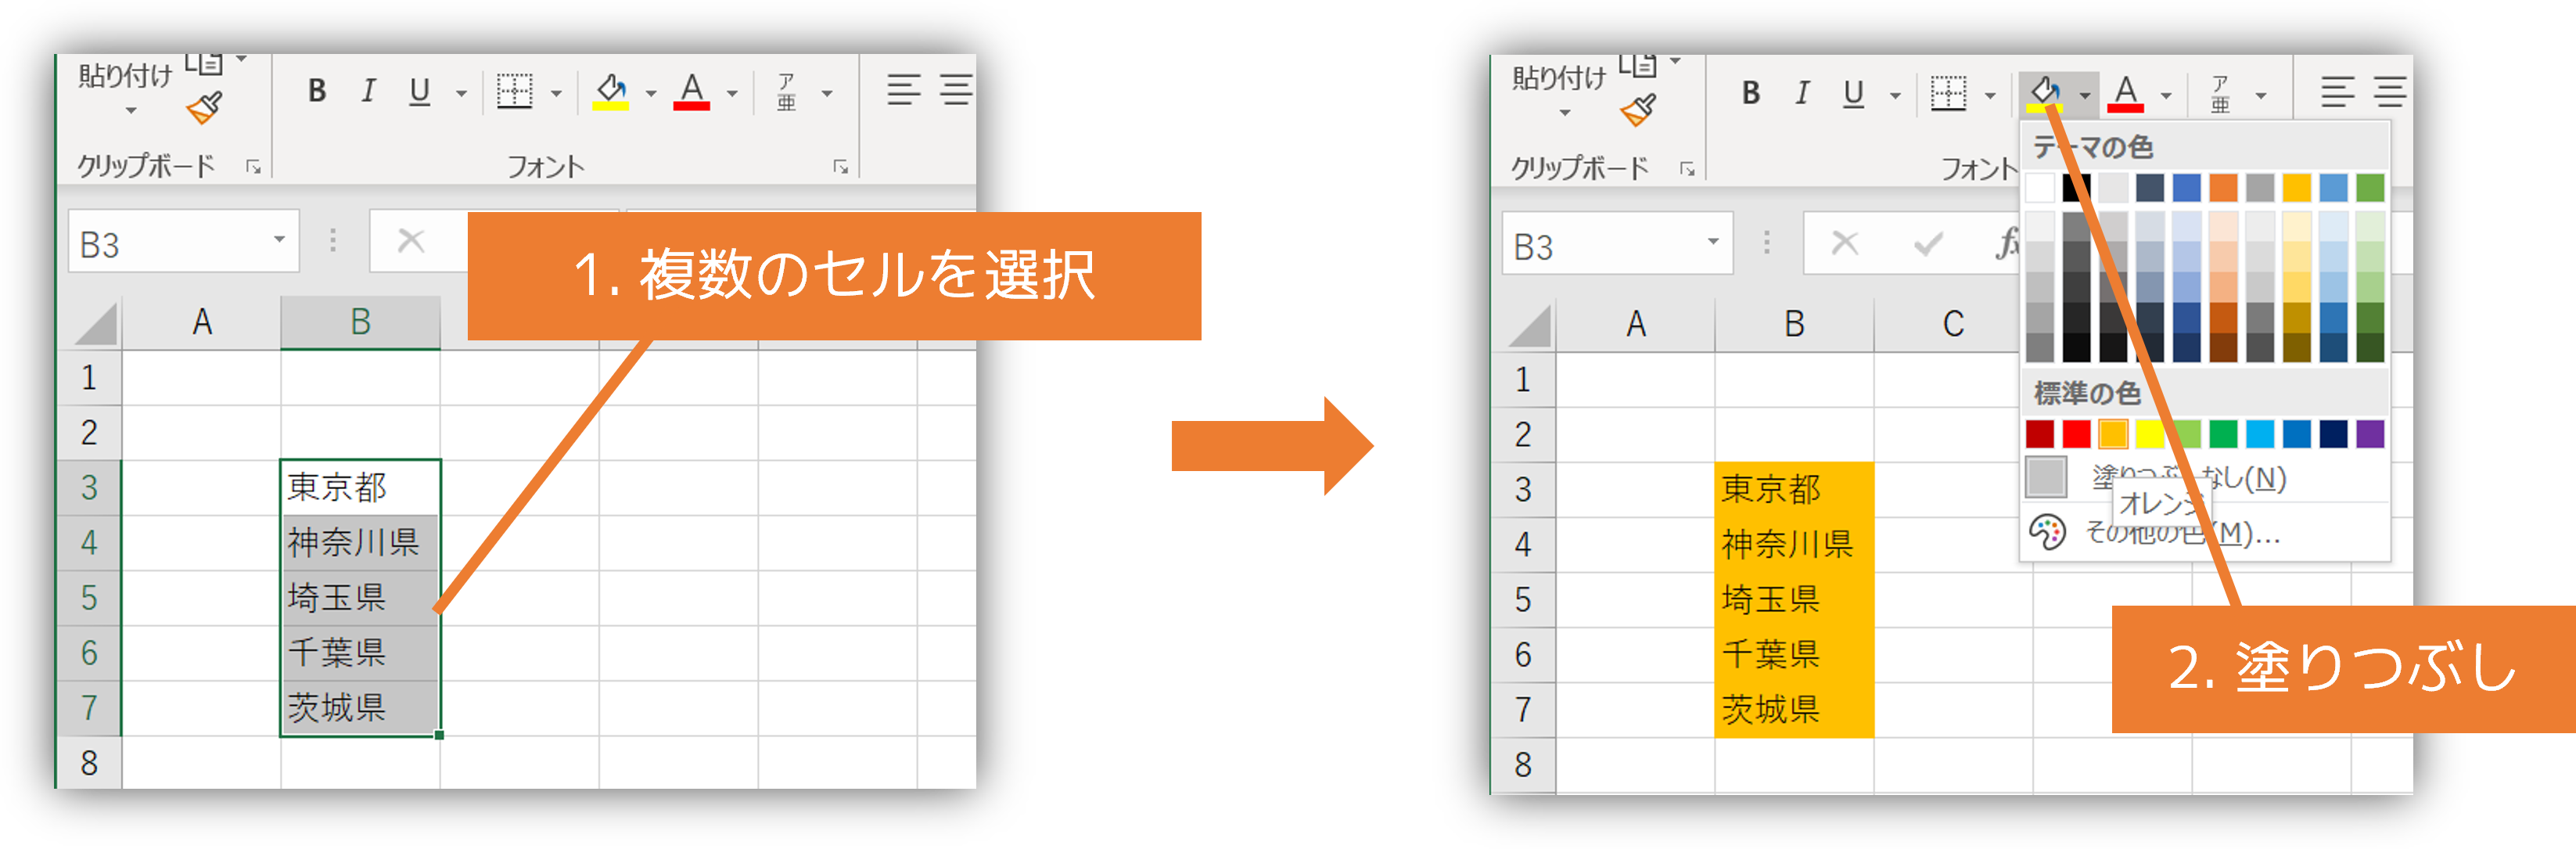 貼り付け
B I U A ア亜
クリップボード フォント
B3
1. 複数のセルを選択
A B
1
2
3 東京都
4 神奈川県
5 埼玉県
6 千葉県
7 茨城県
8
貼り付け
B I U A ア亜
クリップボード フォント
テーマの色
B3
A B C
1
標準の色
2
塗りつぶしなし(N)
オレンジ
その他の色(M)...
3 東京都
4 神奈川県
5 埼玉県
6 千葉県
7 茨城県
8
2. 塗りつぶし